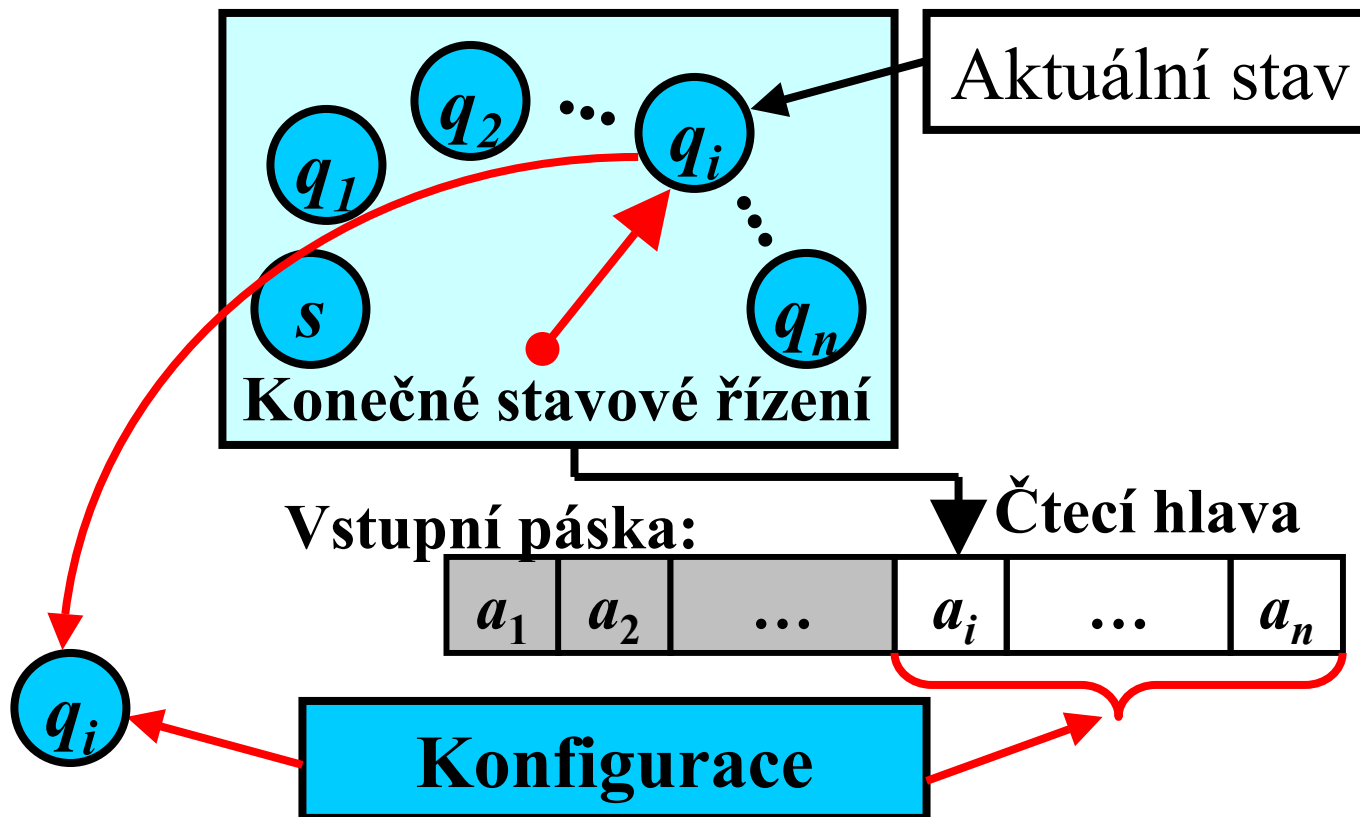 Aktuální stav
q2
qi
q1
s
qn
Konečné stavové řízení
Čtecí hlava
Vstupní páska:
a1 a2 … ai … an
qi
Konfigurace